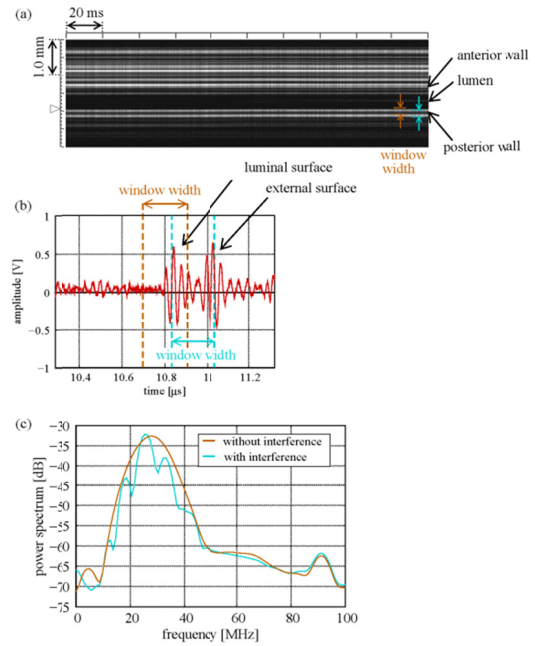 (a)
20 ms
1.0 mm
anterior wall
lumen
posterior wall
window
width
luminal surface
external surface
(b)
window width
1
0.5
0
−0.5
−1
amplitude [V]
window width
10.4 10.6 10.8 11 11.2
time [μs]
(c)
−30
−35
−40
−45
−50
−55
−60
−65
−70
−75
power spectrum [dB]
without interference
with interference
0 20 40 60 80 100
frequency [MHz]